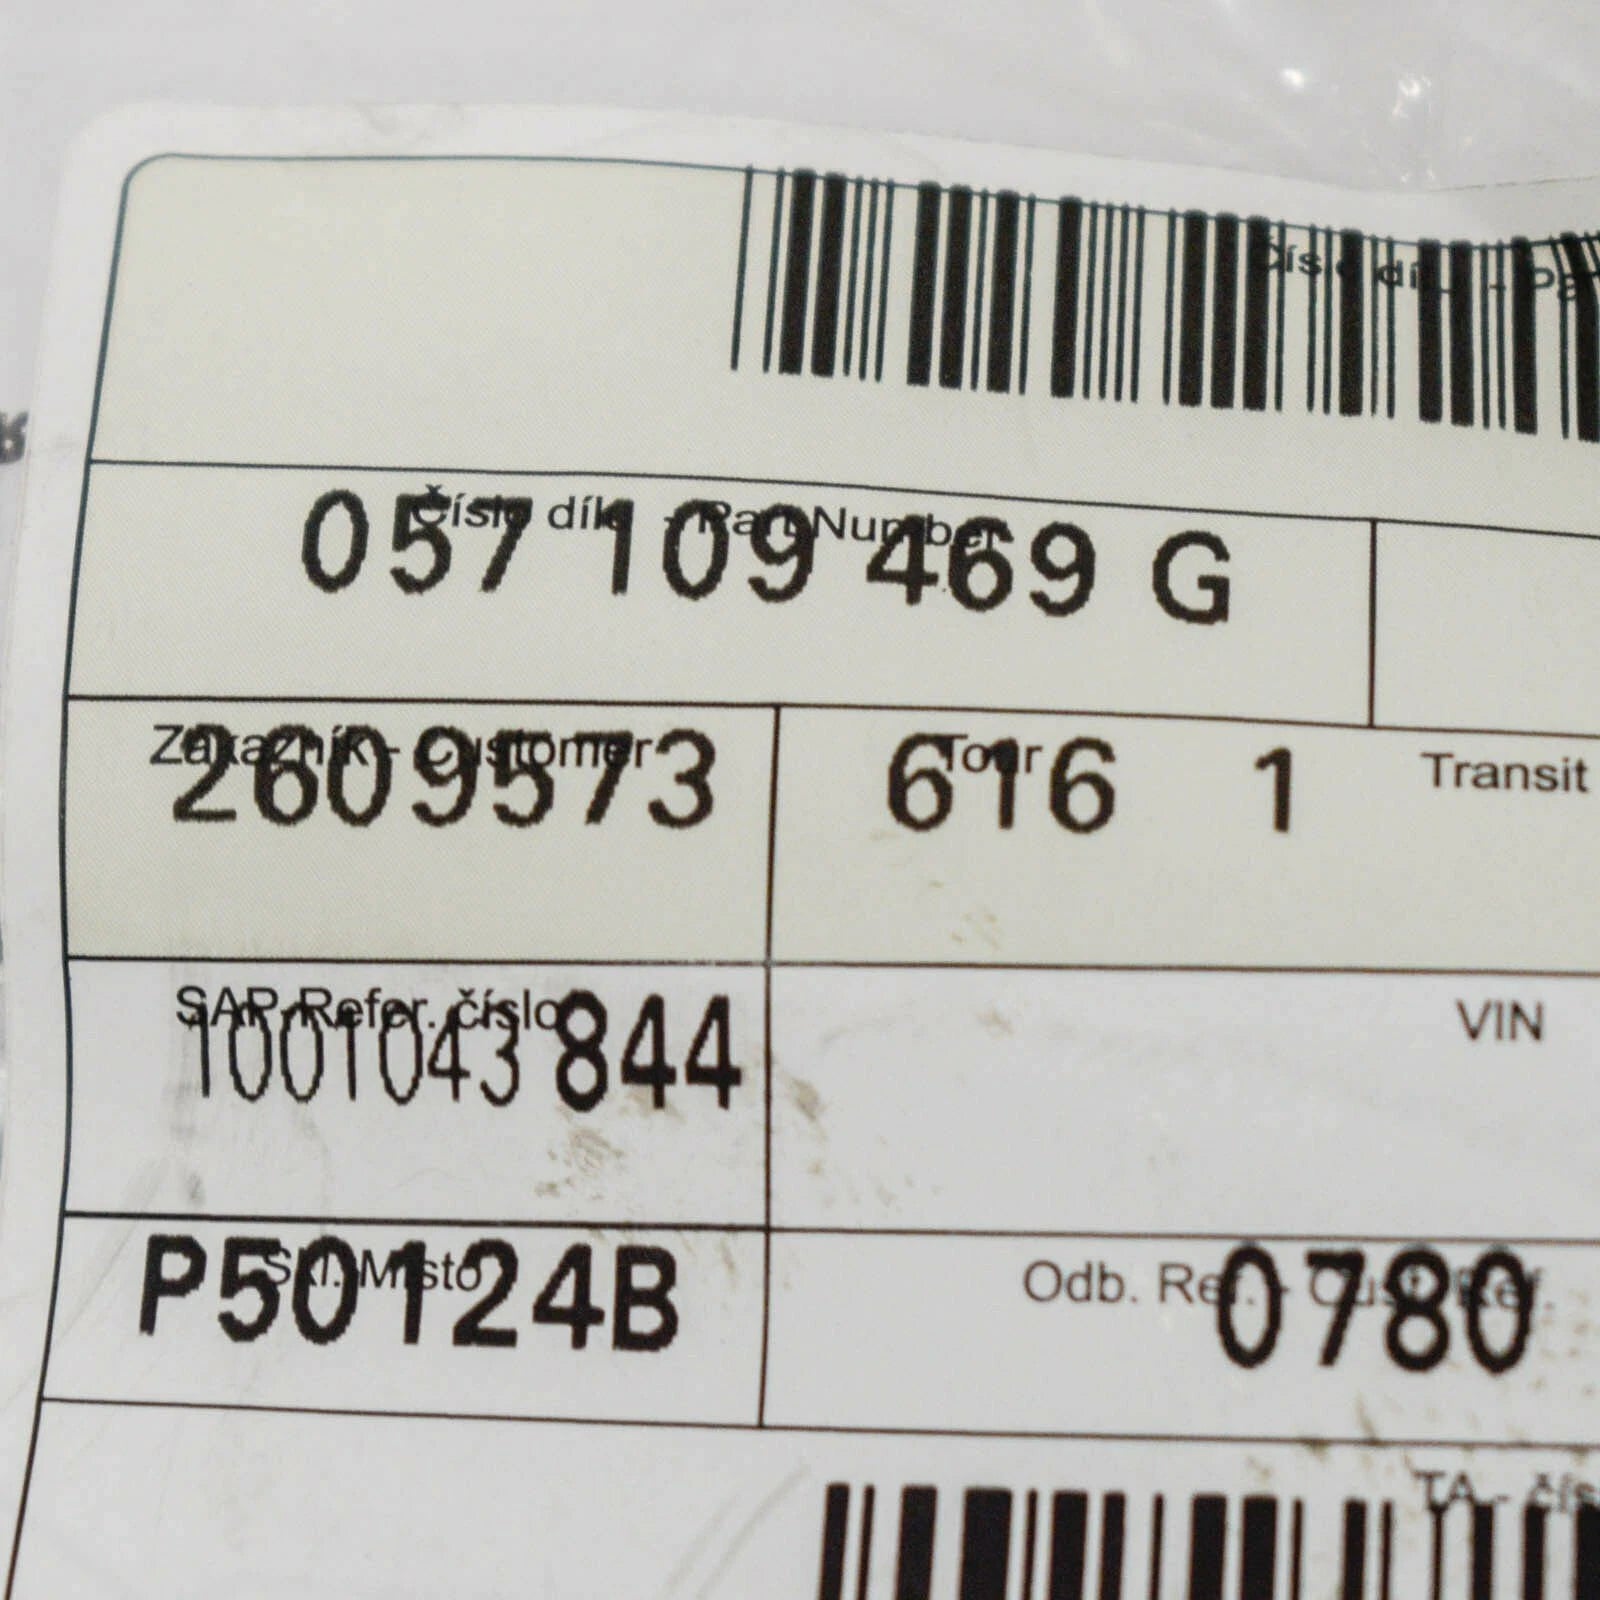 Číslo dílu - Pa
Číslo dílu - Part Number
057 109 469 G
Zákazník - Customer
2609573
Tour
616 1
Transit
SAP-Refer. číslo
1001043 844
VIN
Skl. Místo
P50124B
Odb. Ref. - Cust. Ref.
0780
TA - čís